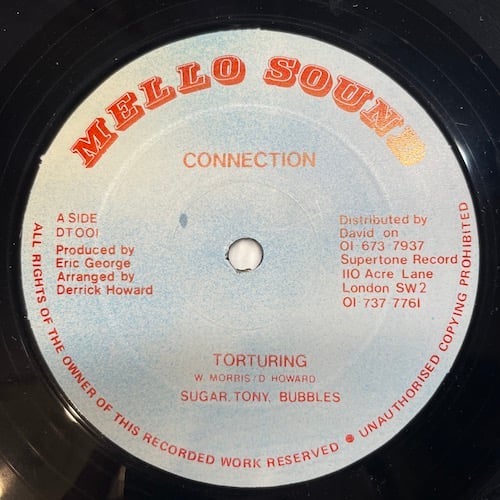 MELLO SOUND
CONNECTION
A SIDE
DT001
Produced by
Eric George
Arranged by
Derrick Howard
Distributed by
David on
01-673-7937
Supertone Record
110 Acre Lane
London SW2
01-737 7761
TORTURING
W. MORRIS/D. HOWARD
SUGAR, TONY, BUBBLES
ALL RIGHTS OF THE OWNER OF THIS RECORDED WORK RESERVED ● UNAUTHORISED COPYING PROHIBITED